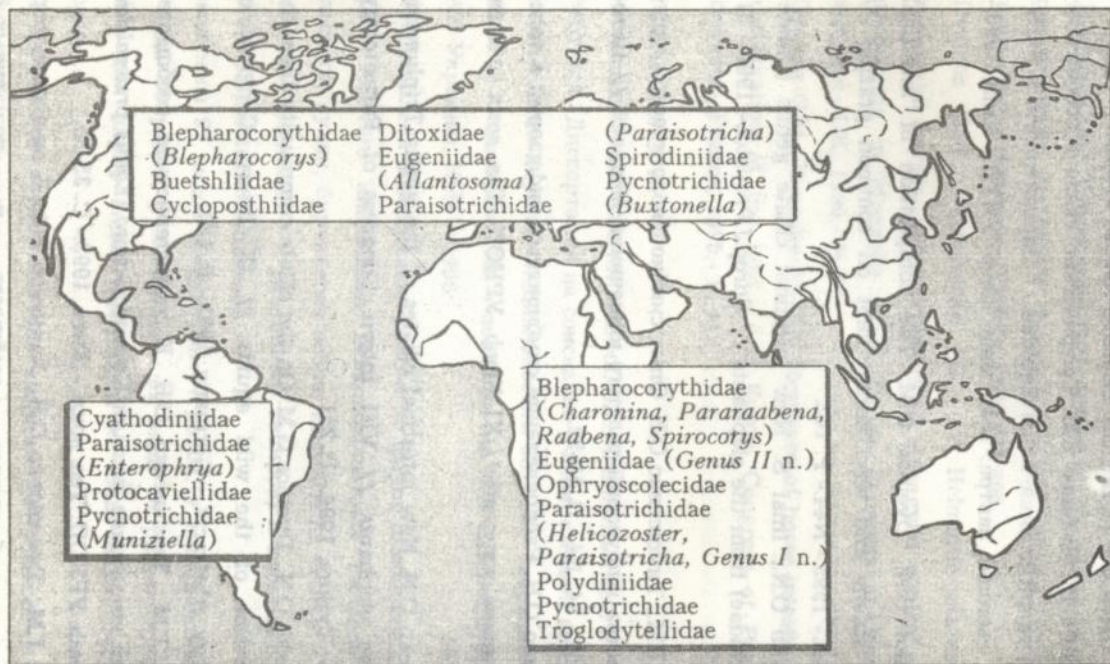 Blepharocorythidae
(Blepharocorys)
Buetshliidae
Cycloposthiidae
Ditoxidae
Eugeniidae
(Allantosoma)
Paraisotrichidae
(Paraisotricha)
Spirodiniidae
Pycnotrichidae
(Buxtonella)
Cyathodiniidae
Paraisotrichidae
(Enterophrya)
Protocaviellidae
Pycnotrichidae
(Muniziella)
Blepharocorythidae
(Charonina, Pararaabena,
Raabena, Spirocorys)
Eugeniidae (Genus II n.)
Ophryoscolecidae
Paraisotrichidae
(Helicozoster,
Paraisotricha, Genus I n.)
Polydiniidae
Pycnotrichidae
Troglodytellidae